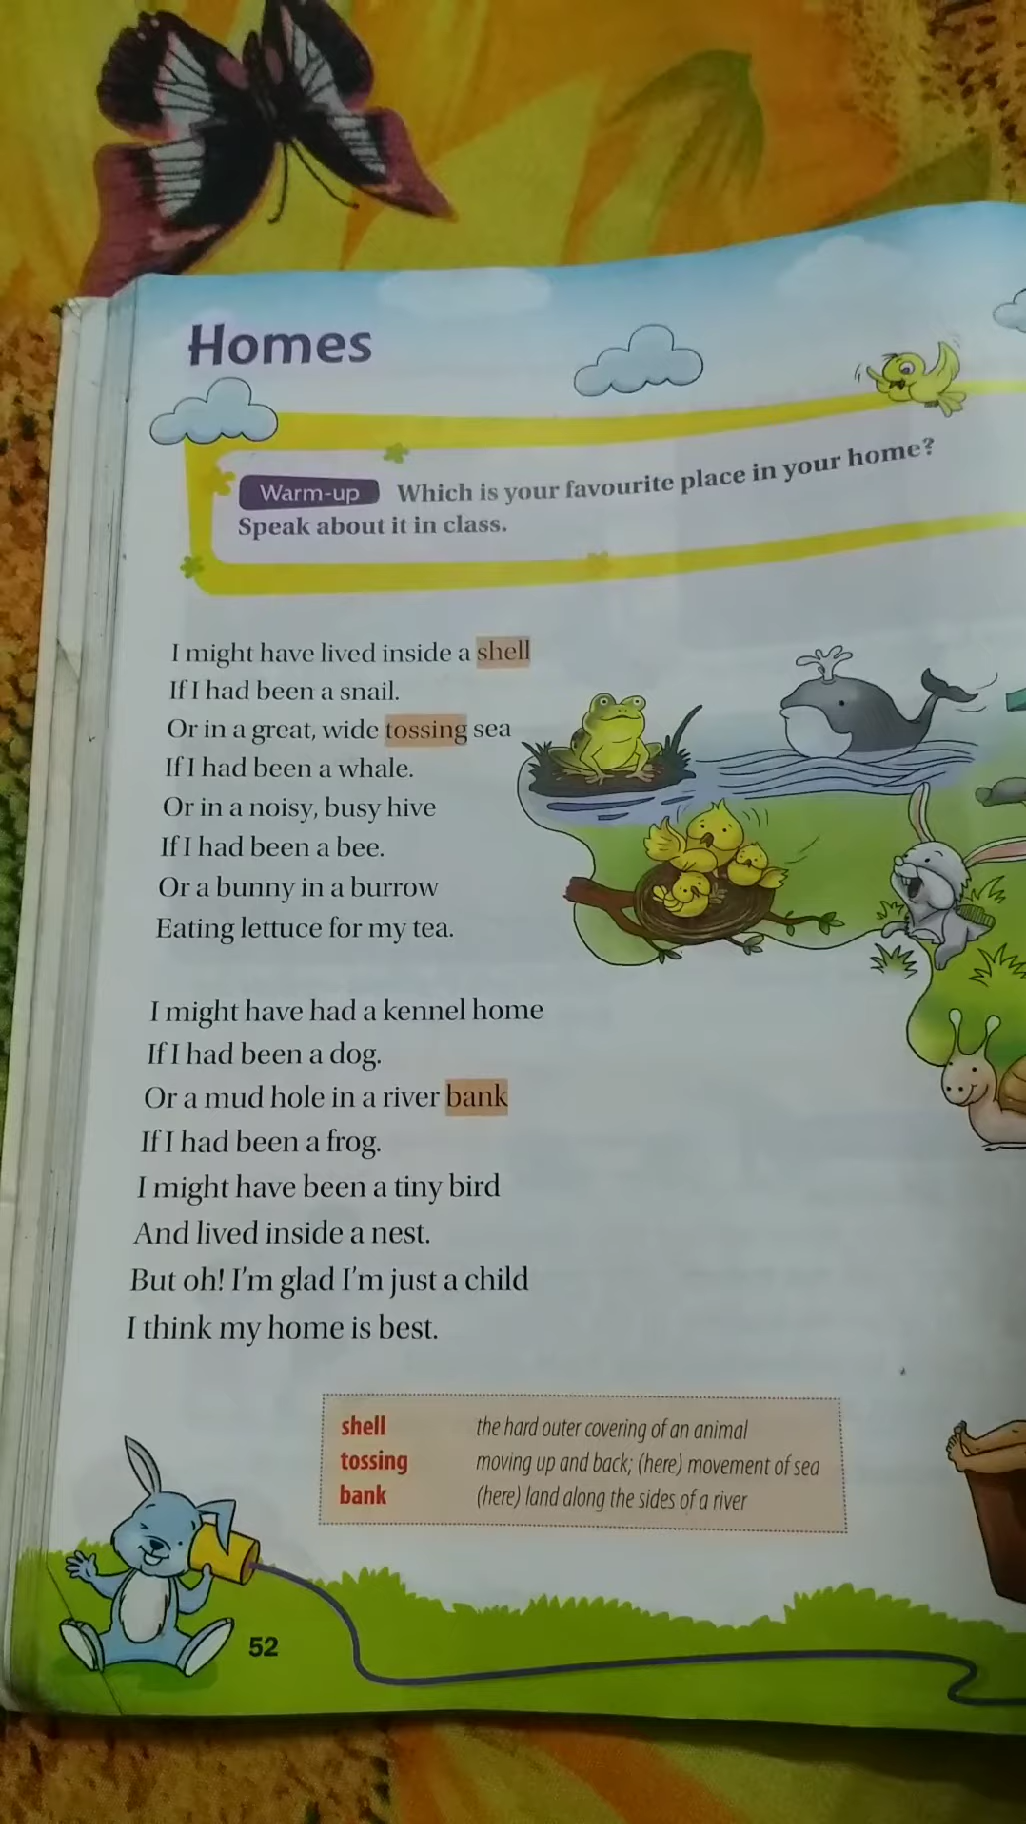 Homes
Warm-up Which is your favourite place in your home?
Speak about it in class.
I might have lived inside a shell
If I had been a snail.
Or in a great, wide tossing sea
If I had been a whale.
Or in a noisy, busy hive
If I had been a bee.
Or a bunny in a burrow
Eating lettuce for my tea.
I might have had a kennel home
If I had been a dog.
Or a mud hole in a river bank
If I had been a frog.
I might have been a tiny bird
And lived inside a nest.
But oh! I'm glad I'm just a child
I think my home is best.
shell the hard outer covering of an animal
tossing moving up and back; (here) movement of sea
bank (here) land along the sides of a river
52